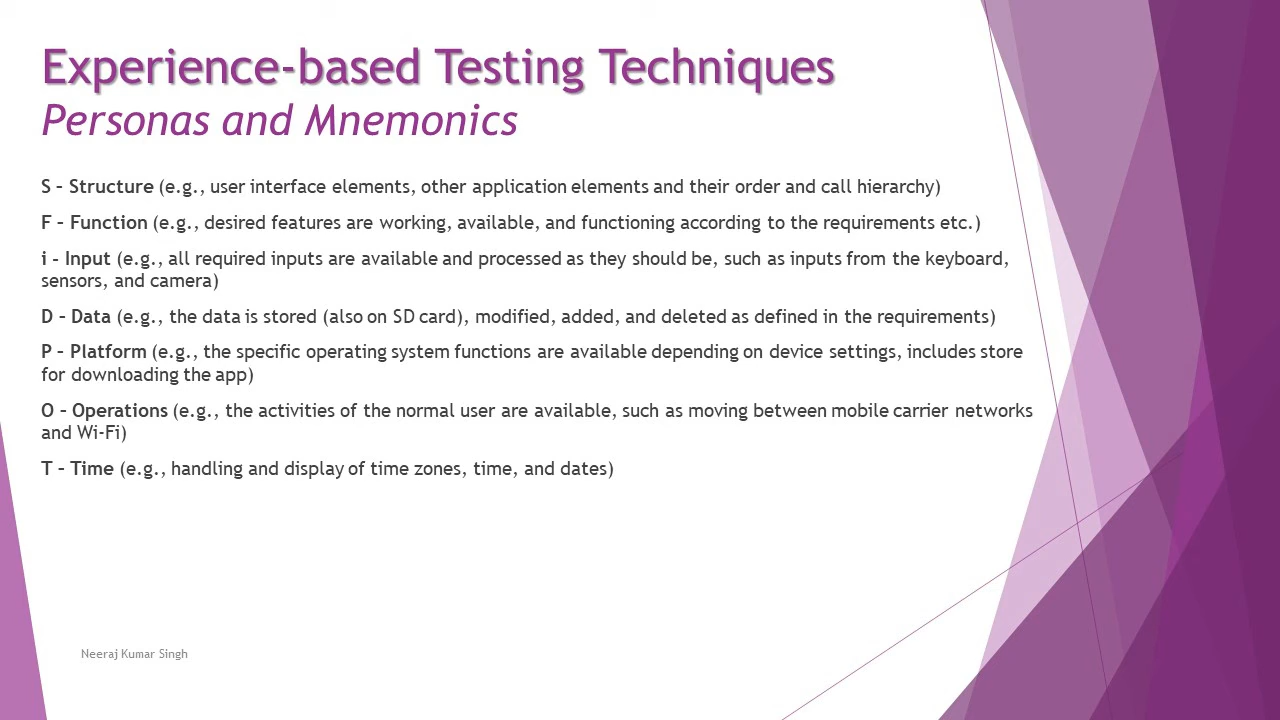 Experience-based Testing Techniques
Personas and Mnemonics
S – Structure (e.g., user interface elements, other application elements and their order and call hierarchy)
F – Function (e.g., desired features are working, available, and functioning according to the requirements etc.)
i – Input (e.g., all required inputs are available and processed as they should be, such as inputs from the keyboard,
sensors, and camera)
D – Data (e.g., the data is stored (also on SD card), modified, added, and deleted as defined in the requirements)
P – Platform (e.g., the specific operating system functions are available depending on device settings, includes store
for downloading the app)
O – Operations (e.g., the activities of the normal user are available, such as moving between mobile carrier networks
and Wi-Fi)
T – Time (e.g., handling and display of time zones, time, and dates)
Neeraj Kumar Singh